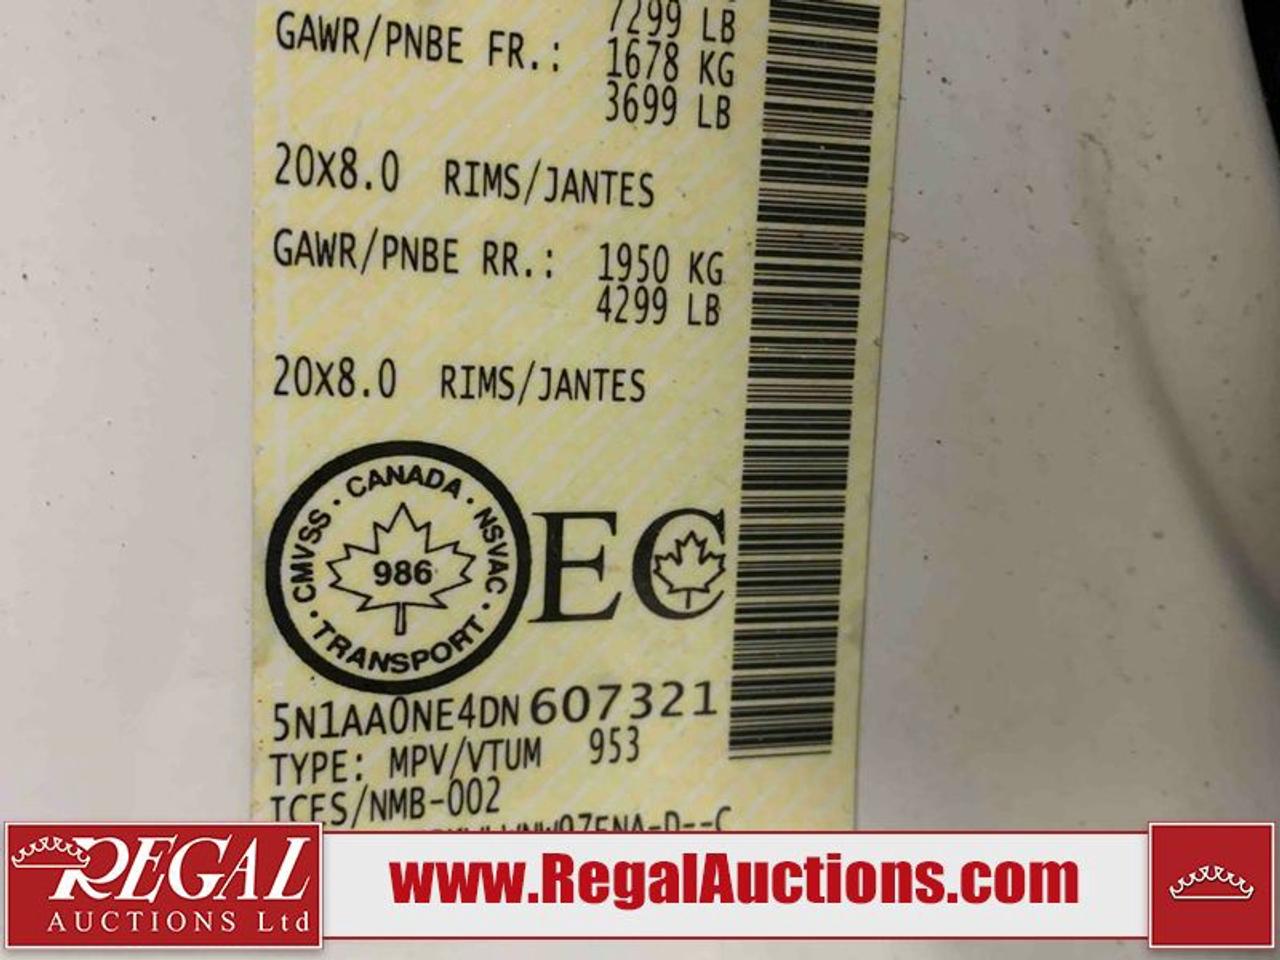 7299 LB
GAWR/PNBE FR.: 1678 KG
3699 LB
20X8.0 RIMS/JANTES
GAWR/PNBE RR.: 1950 KG
4299 LB
20X8.0 RIMS/JANTES
CMVSS · CANADA · NSVAC · TRANSPORT ·
986
EC
5N1AA0NE4DN607321
TYPE: MPV/VTUM 953
ICES/NMB-002
REGAL
AUCTIONS Ltd
www.RegalAuctions.com